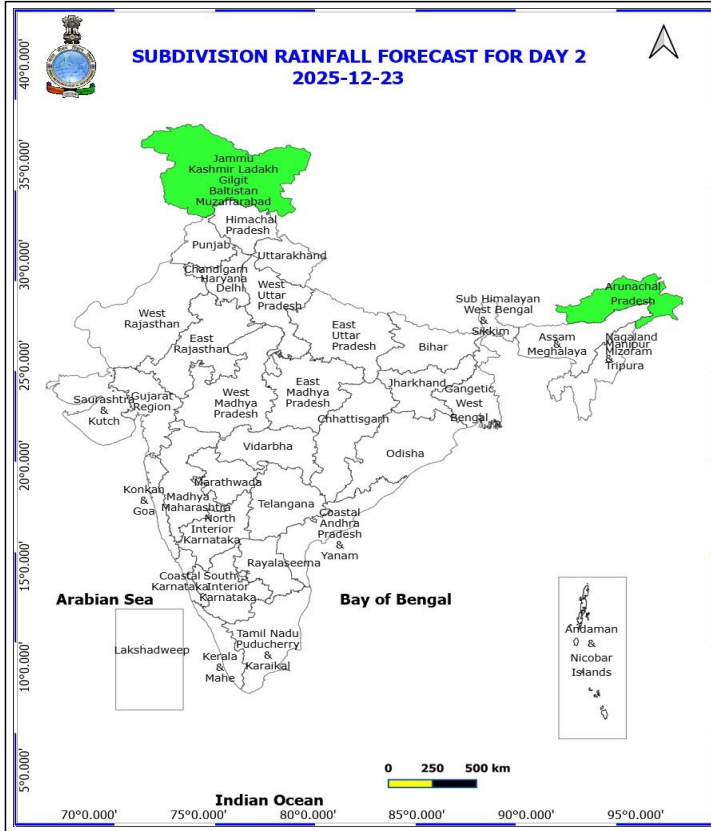 SUBDIVISION RAINFALL FORECAST FOR DAY 2
2025-12-23
40°0.000'
35°0.000'
30°0.000'
25°0.000'
20°0.000'
15°0.000'
10°0.000'
5°0.000'
Jammu
Kashmir Ladakh
Gilgit
Baltistan
Muzaffarabad
Himachal
Pradesh
Punjab
Uttarakhand
Chandigarh
Haryana
Delhi
West
Uttar
Pradesh
Arunachal
Pradesh
Sub Himalayan
West Bengal
&
Sikkim
West
Rajasthan
East
Rajasthan
East
Uttar
Pradesh
Bihar
Assam
&
Meghalaya
Nagaland
Manipur
Mizoram
&
Tripura
Saurashtra
&
Kutch
Gujarat
Region
West
Madhya
Pradesh
East
Madhya
Pradesh
Jharkhand
Gangetic
West
Bengal
Chhattisgarh
Vidarbha
Odisha
Konkan
&
Goa
Marathwada
Madhya
Maharashtra
Telangana
North
Interior
Karnataka
Coastal
Andhra
Pradesh
&
Yanam
Rayalaseema
Coastal
Karnataka
South
Interior
Karnataka
Arabian Sea
Bay of Bengal
Lakshadweep
Kerala
&
Mahe
Tamil Nadu
Puducherry
&
Karaikal
Andaman
&
Nicobar
Islands
0 250 500 km
Indian Ocean
70°0.000' 75°0.000' 80°0.000' 85°0.000' 90°0.000' 95°0.000'